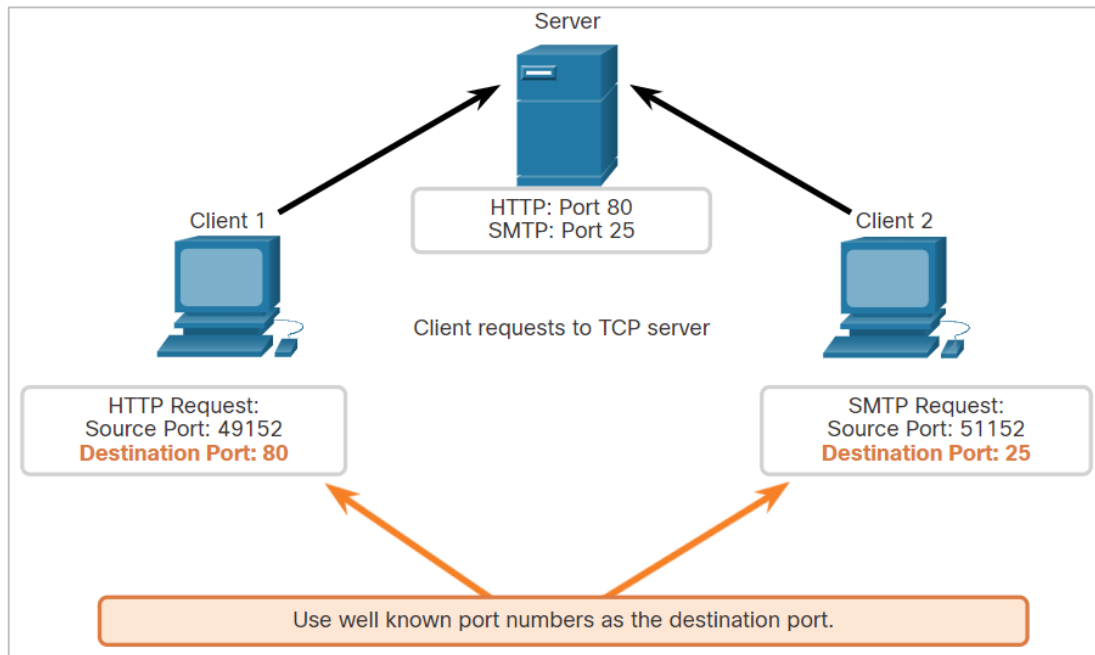 Server
HTTP: Port 80
SMTP: Port 25
Client 1
Client 2
Client requests to TCP server
HTTP Request:
Source Port: 49152
Destination Port: 80
SMTP Request:
Source Port: 51152
Destination Port: 25
Use well known port numbers as the destination port.